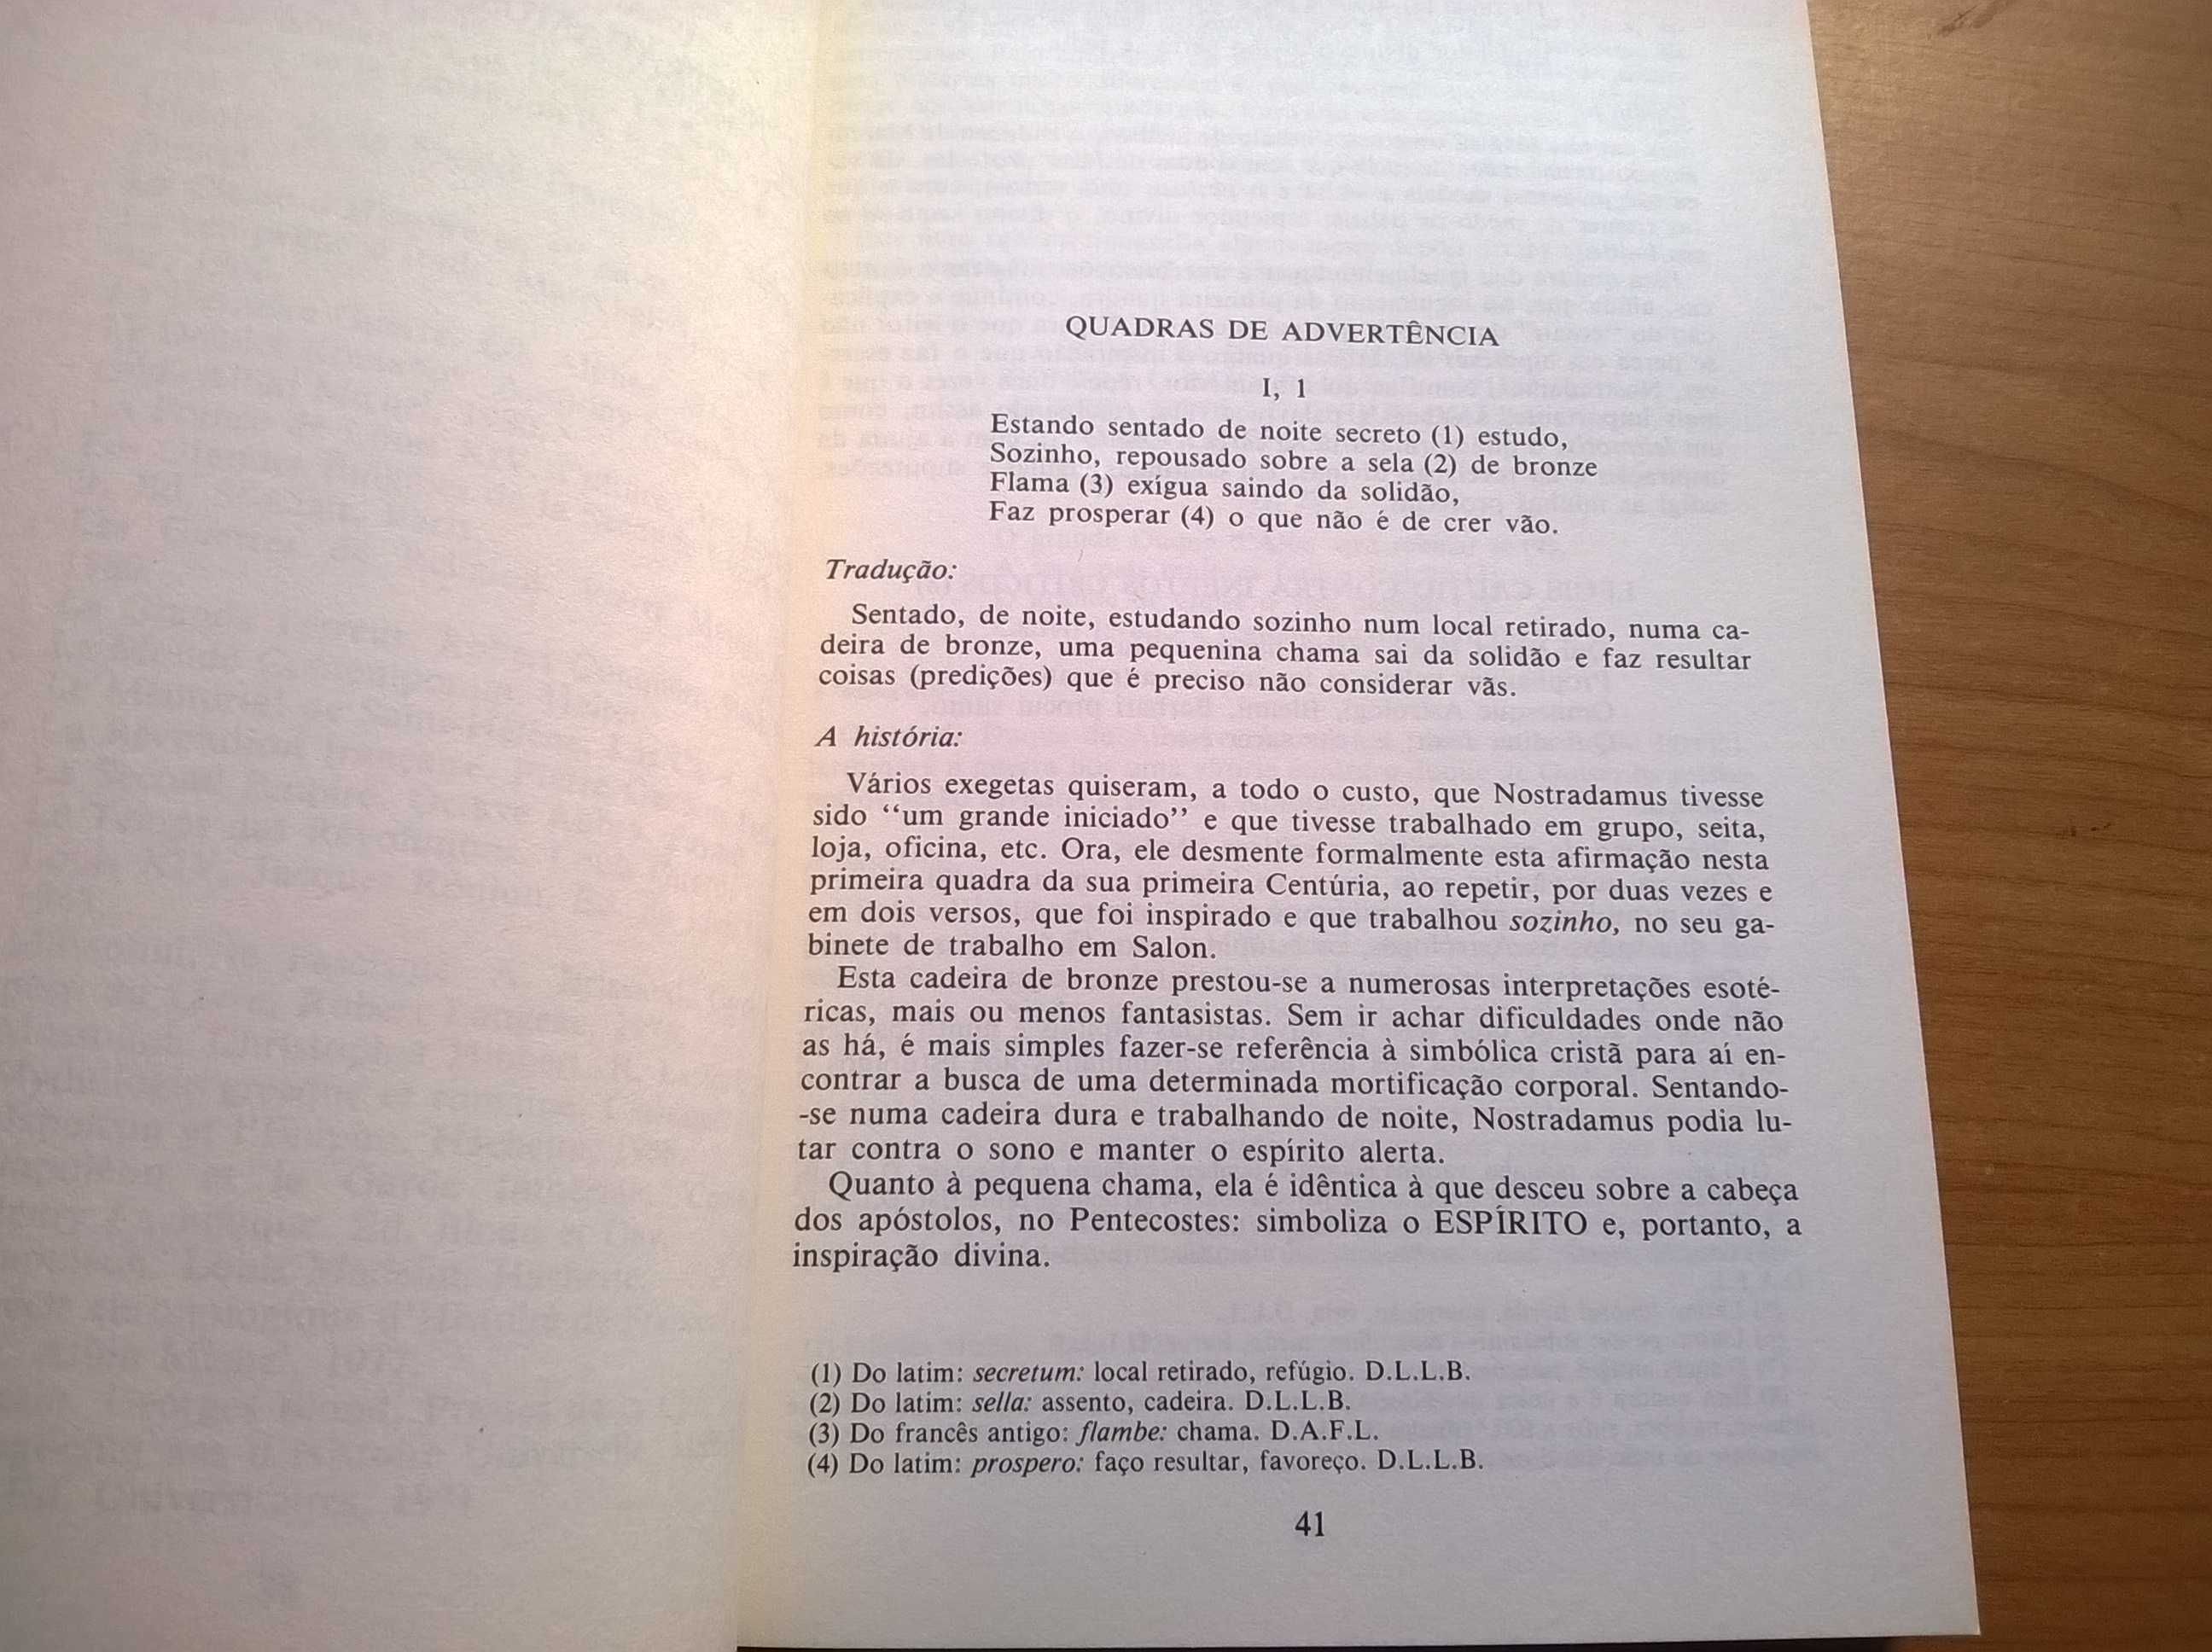 QUADRAS DE ADVERTÊNCIA
I, 1
Estando sentado de noite secreto (1) estudo,
Sozinho, repousado sobre a sela (2) de bronze
Flama (3) exígua saindo da solidão,
Faz prosperar (4) o que não é de crer vão.
Tradução:
Sentado, de noite, estudando sozinho num local retirado, numa ca-
deira de bronze, uma pequenina chama sai da solidão e faz resultar
coisas (predições) que é preciso não considerar vãs.
A história:
Vários exegetas quiseram, a todo o custo, que Nostradamus tivesse
sido ‘‘um grande iniciado’’ e que tivesse trabalhado em grupo, seita,
loja, oficina, etc. Ora, ele desmente formalmente esta afirmação nesta
primeira quadra da sua primeira Centúria, ao repetir, por duas vezes e
em dois versos, que foi inspirado e que trabalhou sozinho, no seu ga-
binete de trabalho em Salon.
Esta cadeira de bronze prestou-se a numerosas interpretações esoté-
ricas, mais ou menos fantasistas. Sem ir achar dificuldades onde não
as há, é mais simples fazer-se referência à simbólica cristã para aí en-
contrar a busca de uma determinada mortificação corporal. Sentando-
-se numa cadeira dura e trabalhando de noite, Nostradamus podia lu-
tar contra o sono e manter o espírito alerta.
Quanto à pequena chama, ela é idêntica à que desceu sobre a cabeça
dos apóstolos, no Pentecostes: simboliza o ESPÍRITO e, portanto, a
inspiração divina.
(1) Do latim: secretum: local retirado, refúgio. D.L.L.B.
(2) Do latim: sella: assento, cadeira. D.L.L.B.
(3) Do francês antigo: flambe: chama. D.A.F.L.
(4) Do latim: prospero: faço resultar, favoreço. D.L.L.B.
41